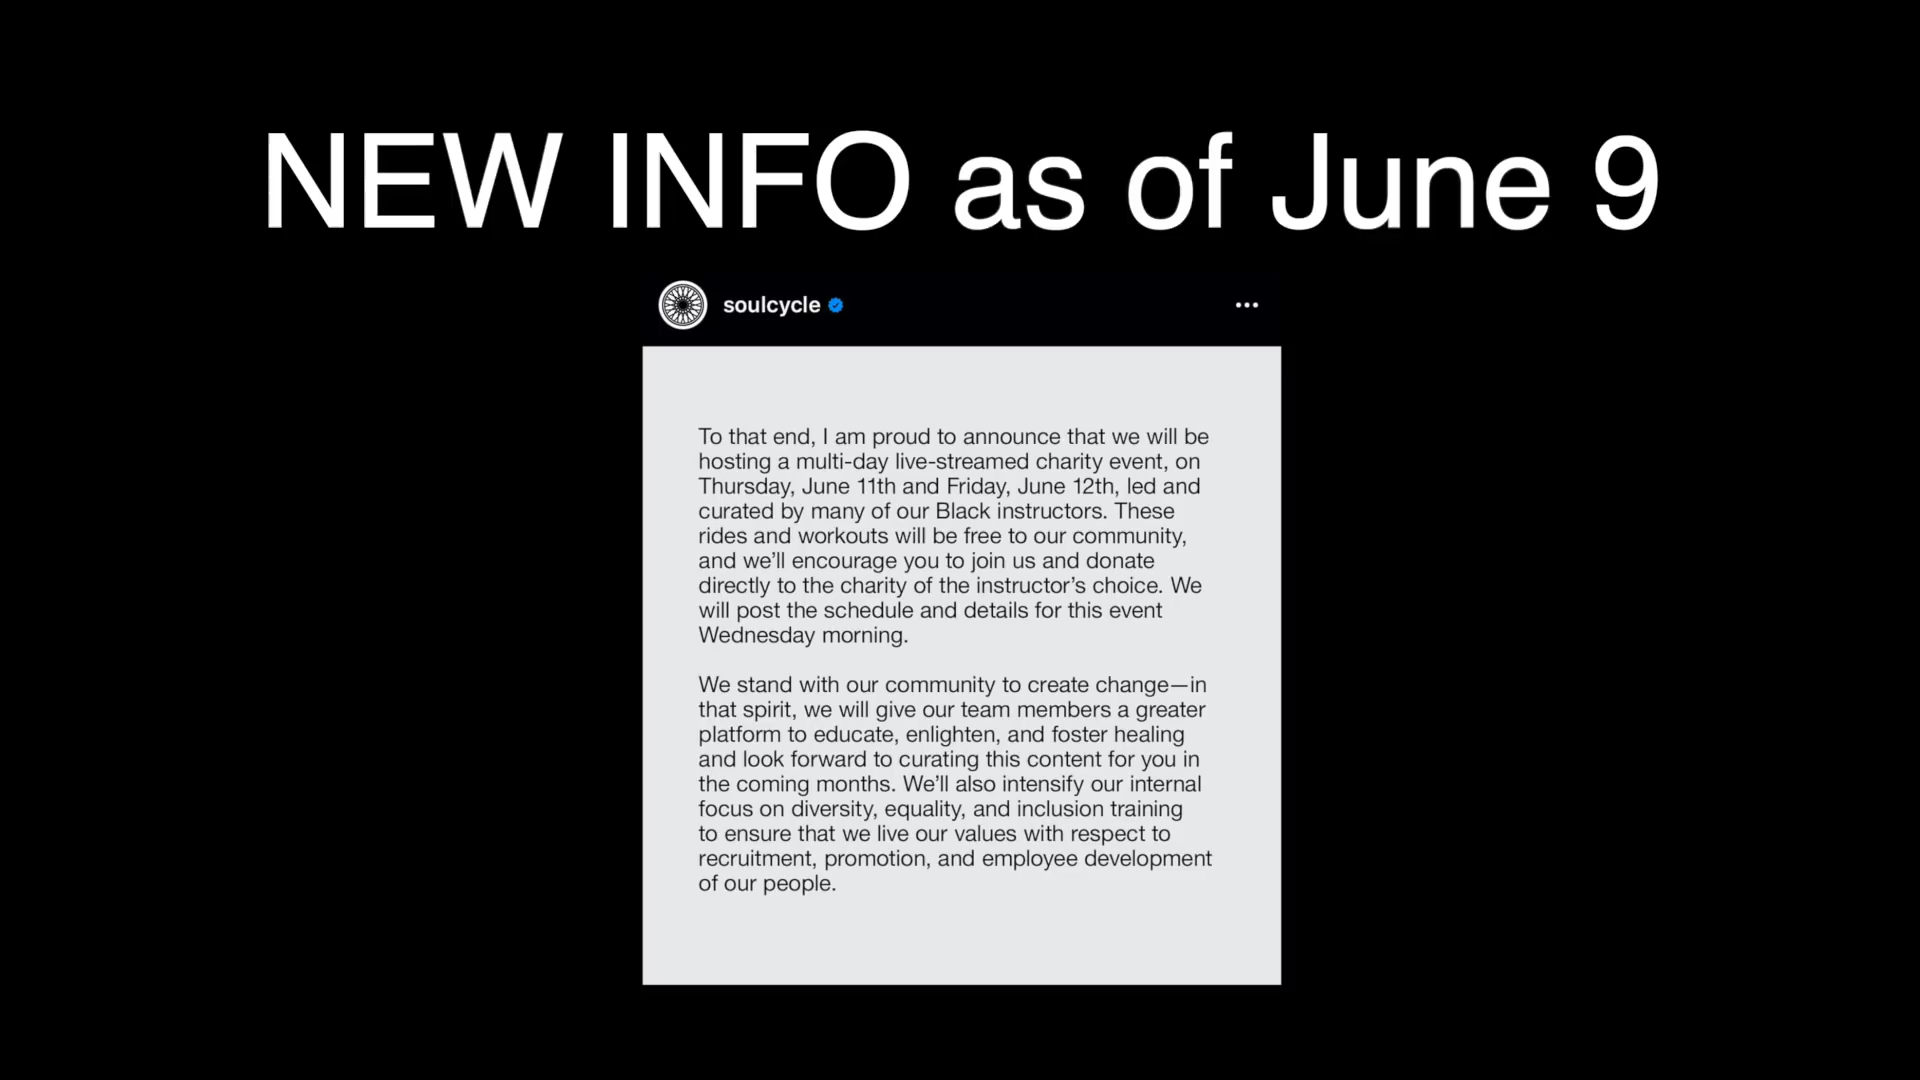 NEW INFO as of June 9
soulcycle
To that end, I am proud to announce that we will be
hosting a multi-day live-streamed charity event, on
Thursday, June 11th and Friday, June 12th, led and
curated by many of our Black instructors. These
rides and workouts will be free to our community,
and we’ll encourage you to join us and donate
directly to the charity of the instructor’s choice. We
will post the schedule and details for this event
Wednesday morning.
We stand with our community to create change—in
that spirit, we will give our team members a greater
platform to educate, enlighten, and foster healing
and look forward to curating this content for you in
the coming months. We’ll also intensify our internal
focus on diversity, equality, and inclusion training
to ensure that we live our values with respect to
recruitment, promotion, and employee development
of our people.